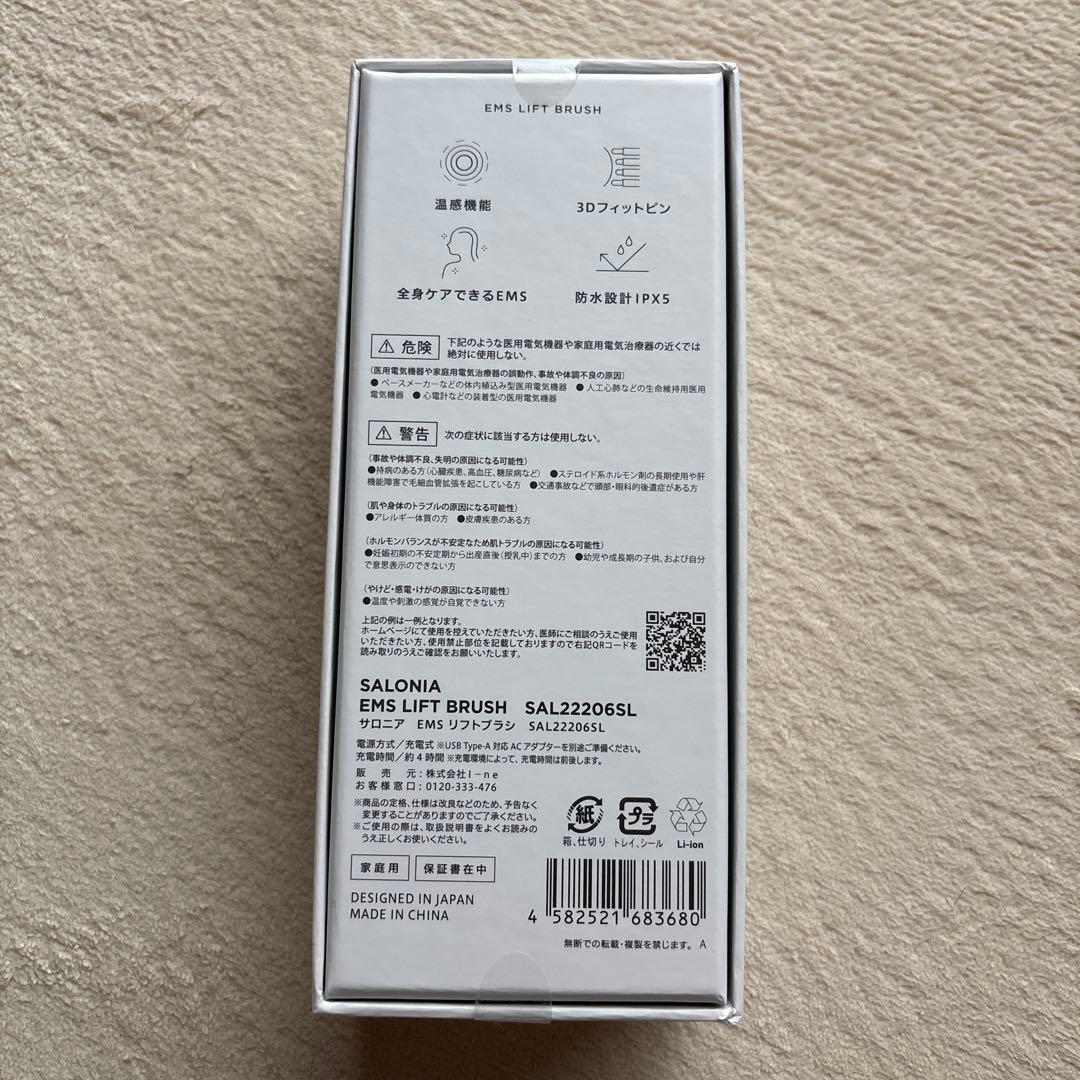 EMS LIFT BRUSH
温感機能
3Dフィットピン
全身ケアできるEMS
防水設計IPX5
⚠ 危険
下記のような医用電気機器や家庭用電気治療器の近くでは
絶対に使用しない。
(医用電気機器や家庭用電気治療器の誤動作、事故や体調不良の原因)
●ペースメーカーなどの体内植込み型医用電気機器 ●人工心肺などの生命維持用医用
電気機器 ●心電計などの装着型の医用電気機器
⚠ 警告
次の症状に該当する方は使用しない。
(事故や体調不良、失明の原因になる可能性)
●持病のある方(心臓疾患、高血圧、糖尿病など) ●ステロイド系ホルモン剤の長期使用や肝
機能障害で毛細血管拡張を起こしている方 ●交通事故などで頭部・眼科的後遺症がある方
(肌や身体のトラブルの原因になる可能性)
●アレルギー体質の方 ●皮膚疾患のある方
(ホルモンバランスが不安定なため肌トラブルの原因になる可能性)
●妊娠初期の不安定期から出産直後(授乳中)までの方 ●幼児や成長期の子供、および自分
で意思表示のできない方
(やけど・感電・けがの原因になる可能性)
●温度や刺激の感覚が自覚できない方
上記の例は一例となります。
ホームページにて使用を控えていただきたい方、医師にご相談のうえご使用
いただきたい方、使用禁止部位を記載しておりますので右記QRコードを
読み取りのうえご確認をお願いいたします。
SALONIA
EMS LIFT BRUSH SAL22206SL
サロニア EMS リフトブラシ SAL22206SL
電源方式/充電式 ※USB Type-A 対応 AC アダプターを別途ご準備ください。
充電時間/約4時間 ※充電環境によって、充電時間は前後します。
販売元:株式会社I-ne
お客様窓口:0120-333-476
※商品の定格、仕様は改良などのため、予告なく
変更することがありますのでご了承ください。
※ご使用の際は、取扱説明書をよくお読みの
うえ正しくお使いください。
紙
箱、仕切り
プラ
トレイ、シール
Li-ion
家庭用
保証書在中
DESIGNED IN JAPAN
MADE IN CHINA
4 582521 683680
無断での転載・複製を禁じます。 A